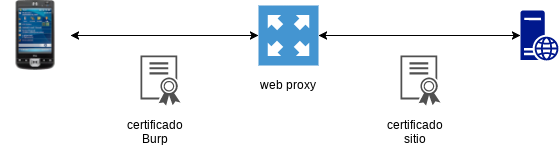 web proxy
certificado
Burp
certificado
sitio